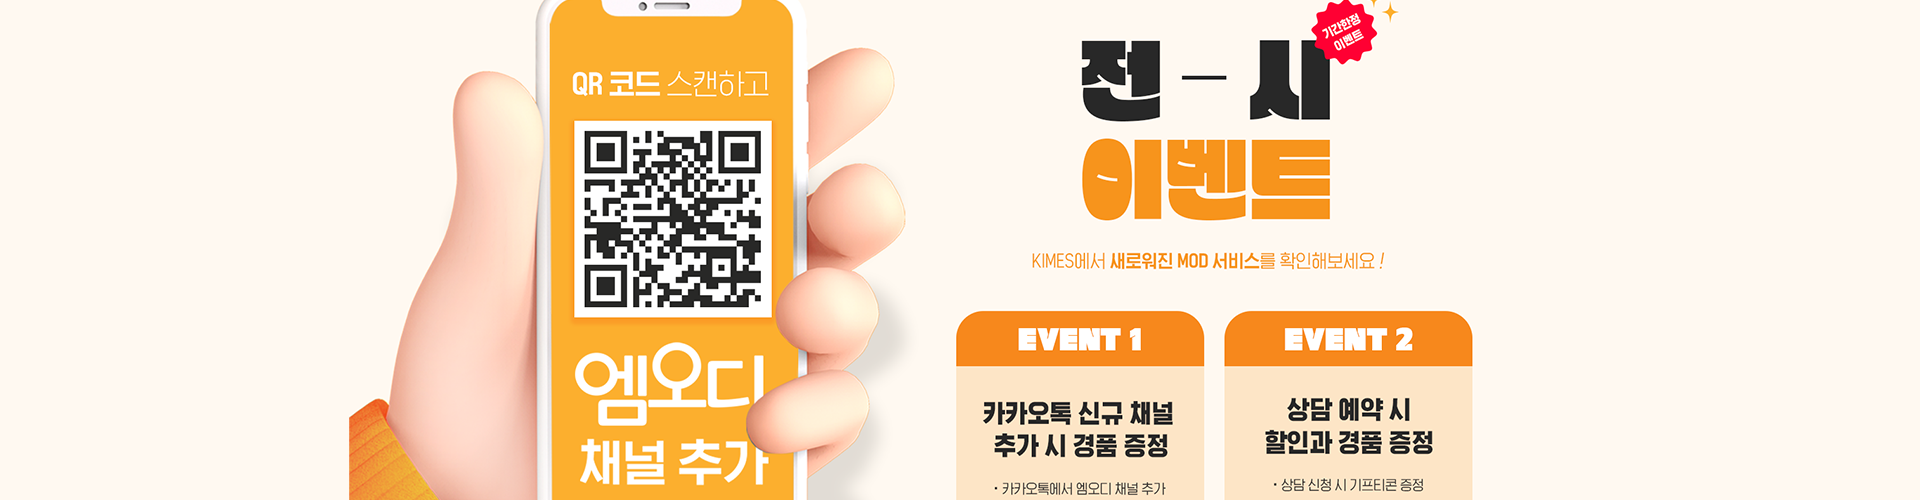 QR 코드 스캔하고
엠오디
채널 추가
기간한정
이벤트
전 - 시
이벤트
KIMES에서 새로워진 MOD 서비스를 확인해보세요 !
EVENT 1
카카오톡 신규 채널
추가 시 경품 증정
• 카카오톡에서 엠오디 채널 추가
EVENT 2
상담 예약 시
할인과 경품 증정
• 상담 신청 시 기프티콘 증정